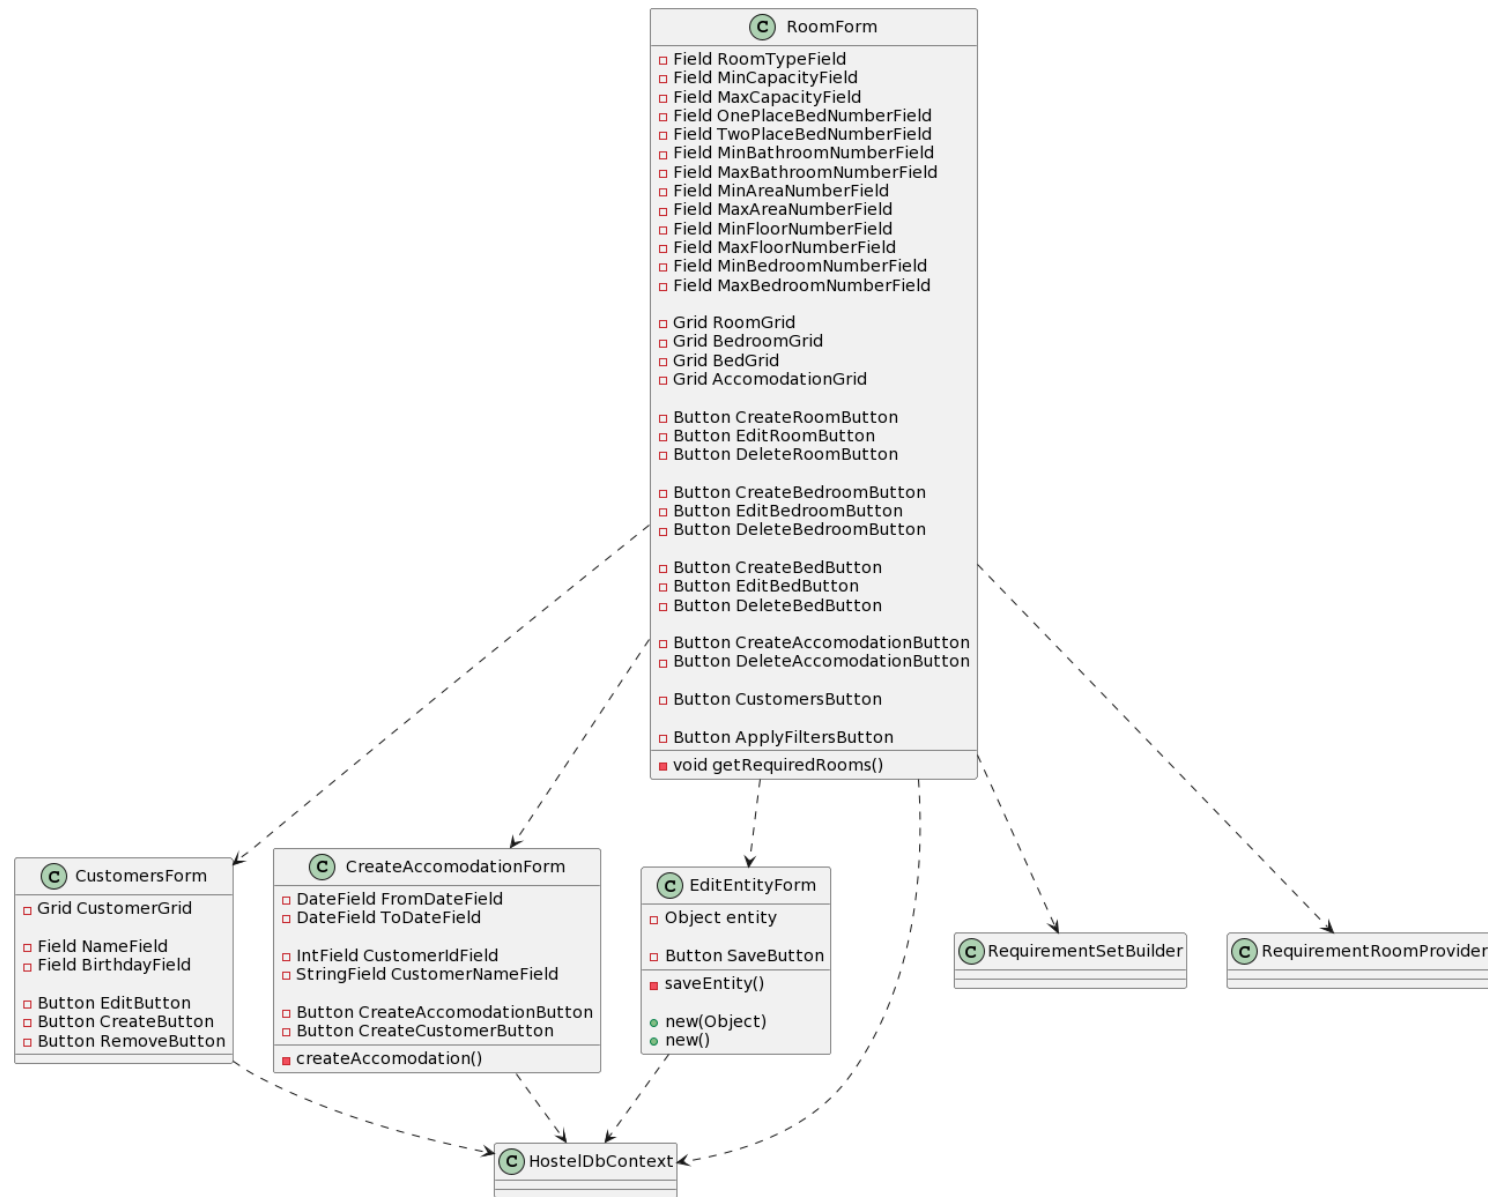 C RoomForm
Field RoomTypeField
Field MinCapacityField
Field MaxCapacityField
Field OnePlaceBedNumberField
Field TwoPlaceBedNumberField
Field MinBathroomNumberField
Field MaxBathroomNumberField
Field MinAreaNumberField
Field MaxAreaNumberField
Field MinFloorNumberField
Field MaxFloorNumberField
Field MinBedroomNumberField
Field MaxBedroomNumberField
Grid RoomGrid
Grid BedroomGrid
Grid BedGrid
Grid AccomodationGrid
Button CreateRoomButton
Button EditRoomButton
Button DeleteRoomButton
Button CreateBedroomButton
Button EditBedroomButton
Button DeleteBedroomButton
Button CreateBedButton
Button EditBedButton
Button DeleteBedButton
Button CreateAccomodationButton
Button DeleteAccomodationButton
Button CustomersButton
Button ApplyFiltersButton
void getRequiredRooms()
C CustomersForm
Grid CustomerGrid
Field NameField
Field BirthdayField
Button EditButton
Button CreateButton
Button RemoveButton
C CreateAccomodationForm
DateField FromDateField
DateField ToDateField
IntField CustomerIdField
StringField CustomerNameField
Button CreateAccomodationButton
Button CreateCustomerButton
createAccomodation()
C EditEntityForm
Object entity
Button SaveButton
saveEntity()
new(Object)
new()
C RequirementSetBuilder
C RequirementRoomProvider
C HostelDbContext